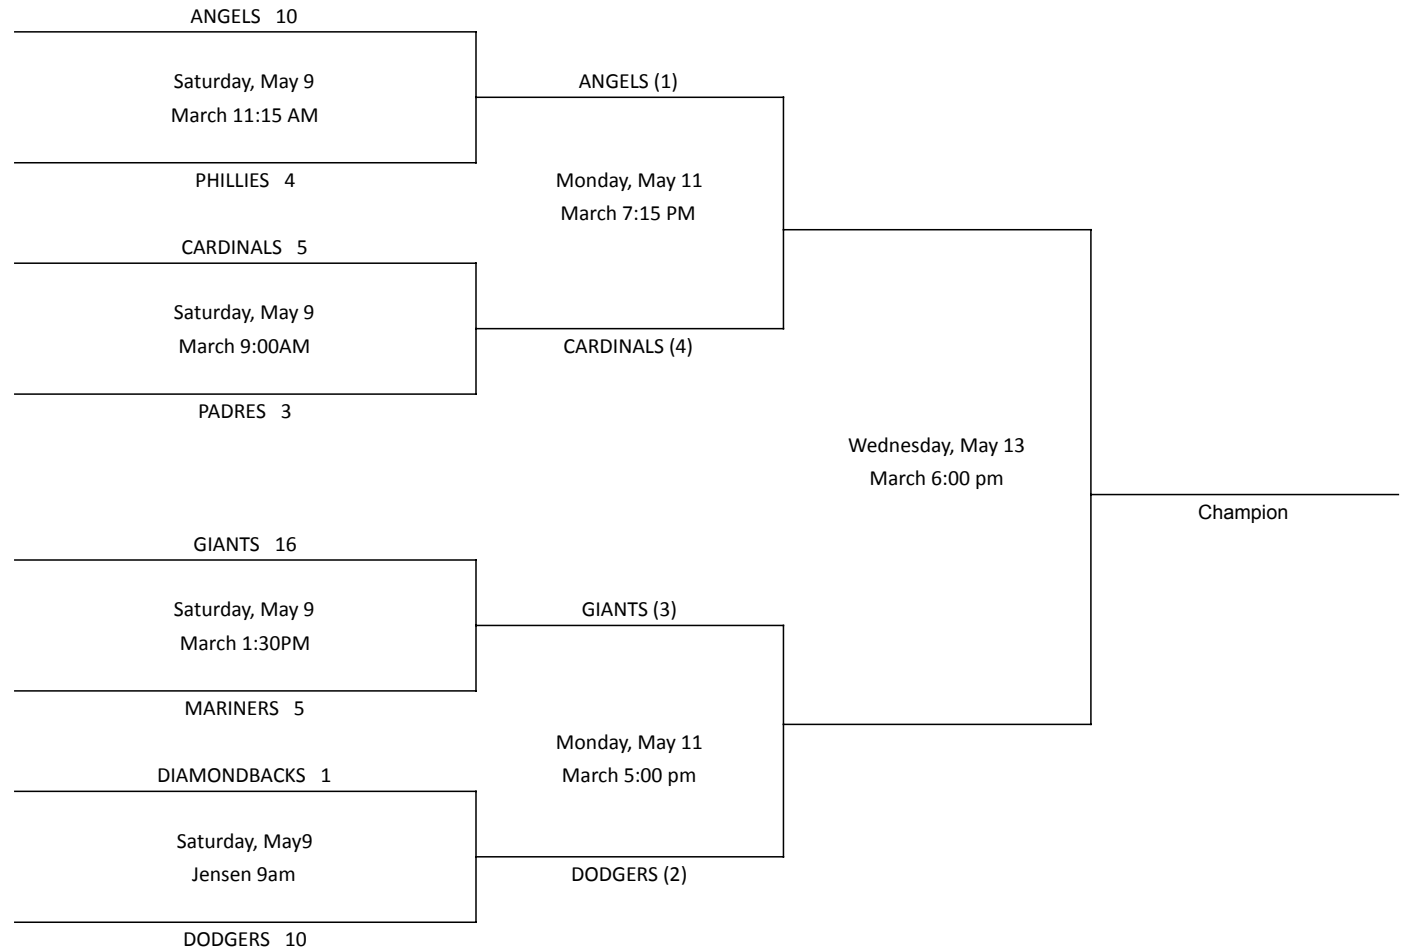 ANGELS 10
Saturday, May 9
March 11:15 AM
PHILLIES 4
CARDINALS 5
Saturday, May 9
March 9:00AM
PADRES 3
GIANTS 16
Saturday, May 9
March 1:30PM
MARINERS 5
DIAMONDBACKS 1
Saturday, May9
Jensen 9am
DODGERS 10
ANGELS (1)
Monday, May 11
March 7:15 PM
CARDINALS (4)
GIANTS (3)
Monday, May 11
March 5:00 pm
DODGERS (2)
Wednesday, May 13
March 6:00 pm
Champion